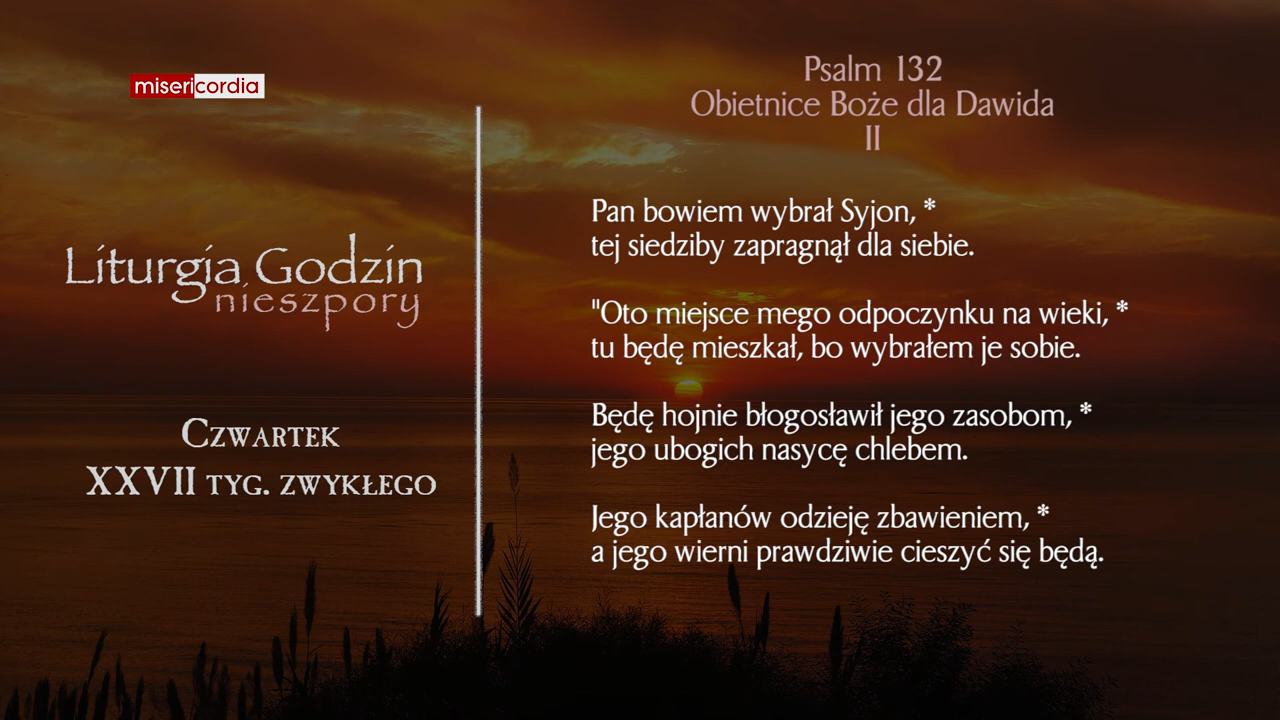 misericordia
Liturgia Godzin
nieszpory
Czwartek
XXVII tyg. zwykłego
Psalm 132
Obietnice Boże dla Dawida
II
Pan bowiem wybrał Syjon, *
tej siedziby zapragnął dla siebie.
"Oto miejsce mego odpoczynku na wieki, *
tu będę mieszkał, bo wybrałem je sobie.
Będę hojnie błogosławił jego zasobom, *
jego ubogich nasycę chlebem.
Jego kapłanów odzieję zbawieniem, *
a jego wierni prawdziwie cieszyć się będą.